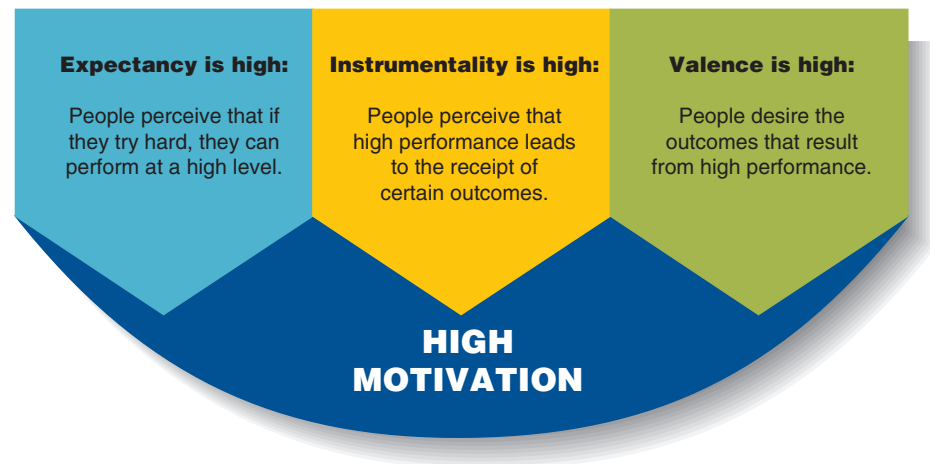 Expectancy is high:
People perceive that if
they try hard, they can
perform at a high level.
Instrumentality is high:
People perceive that
high performance leads
to the receipt of
certain outcomes.
Valence is high:
People desire the
outcomes that result
from high performance.
HIGH
MOTIVATION